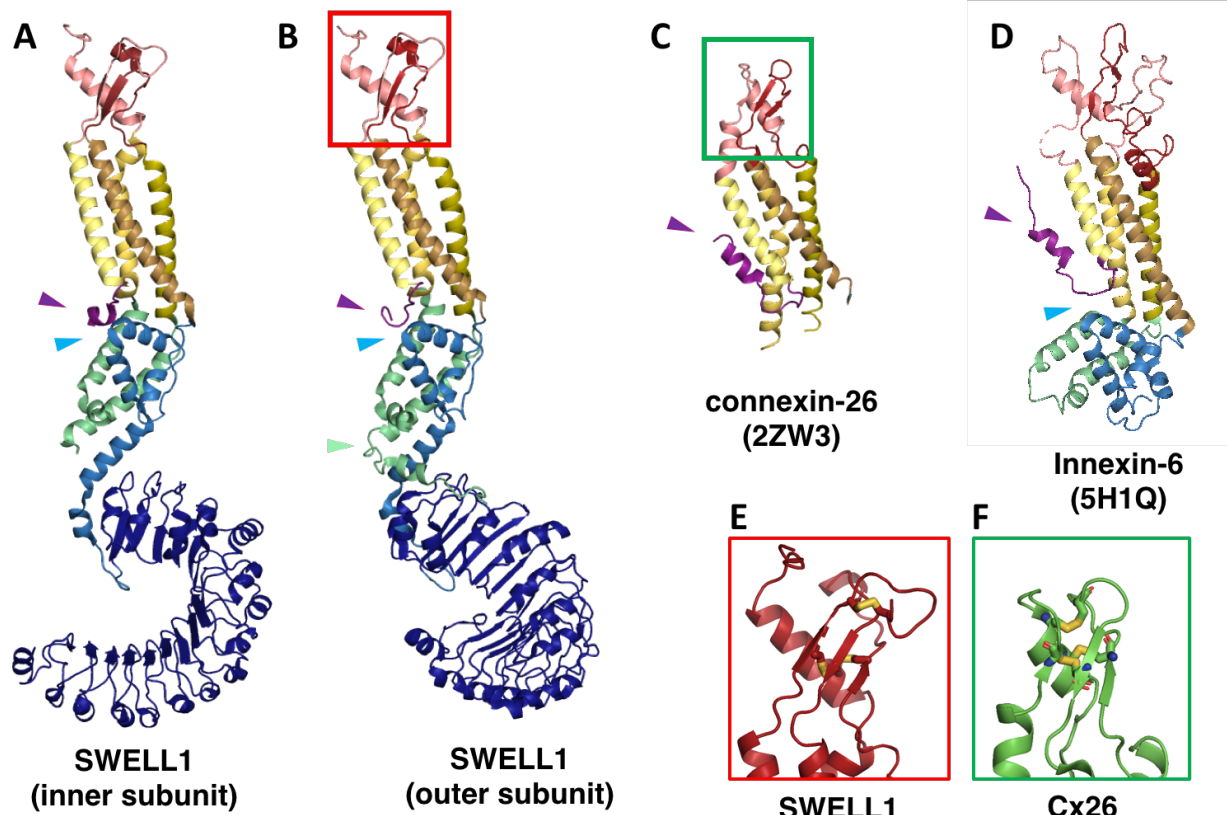 A
B
C
D
connexin-26
(2ZW3)
Innexin-6
(5H1Q)
E
F
SWELL1
(inner subunit)
SWELL1
(outer subunit)
SWELL1
Cx26